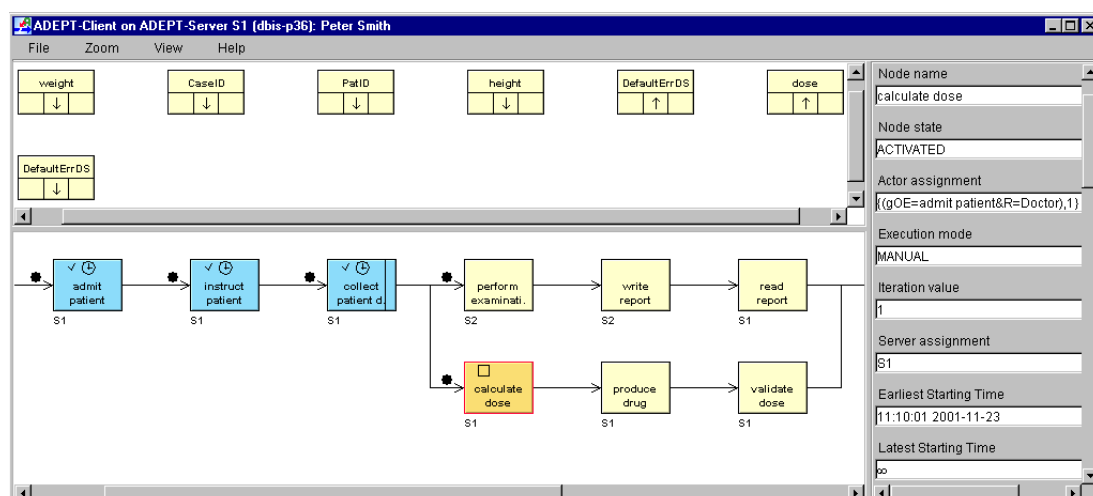 ADEPT-Client on ADEPT-Server S1 (dbis-p36): Peter Smith
File Zoom View Help
weight CaseID PatID height DefaultErrDS dose
↓ ↓ ↓ ↓ ↑ ↑
DefaultErrDS
↓
admit
patient
S1
instruct
patient
S1
collect
patient d.
S1
perform
examinati.
S2
write
report
S2
read
report
S1
calculate
dose
S1
produce
drug
S1
validate
dose
S1
Node name
calculate dose
Node state
ACTIVATED
Actor assignment
{(gOE=admit patient&R=Doctor),1}
Execution mode
MANUAL
Iteration value
1
Server assignment
S1
Earliest Starting Time
11:10:01 2001-11-23
Latest Starting Time
∞